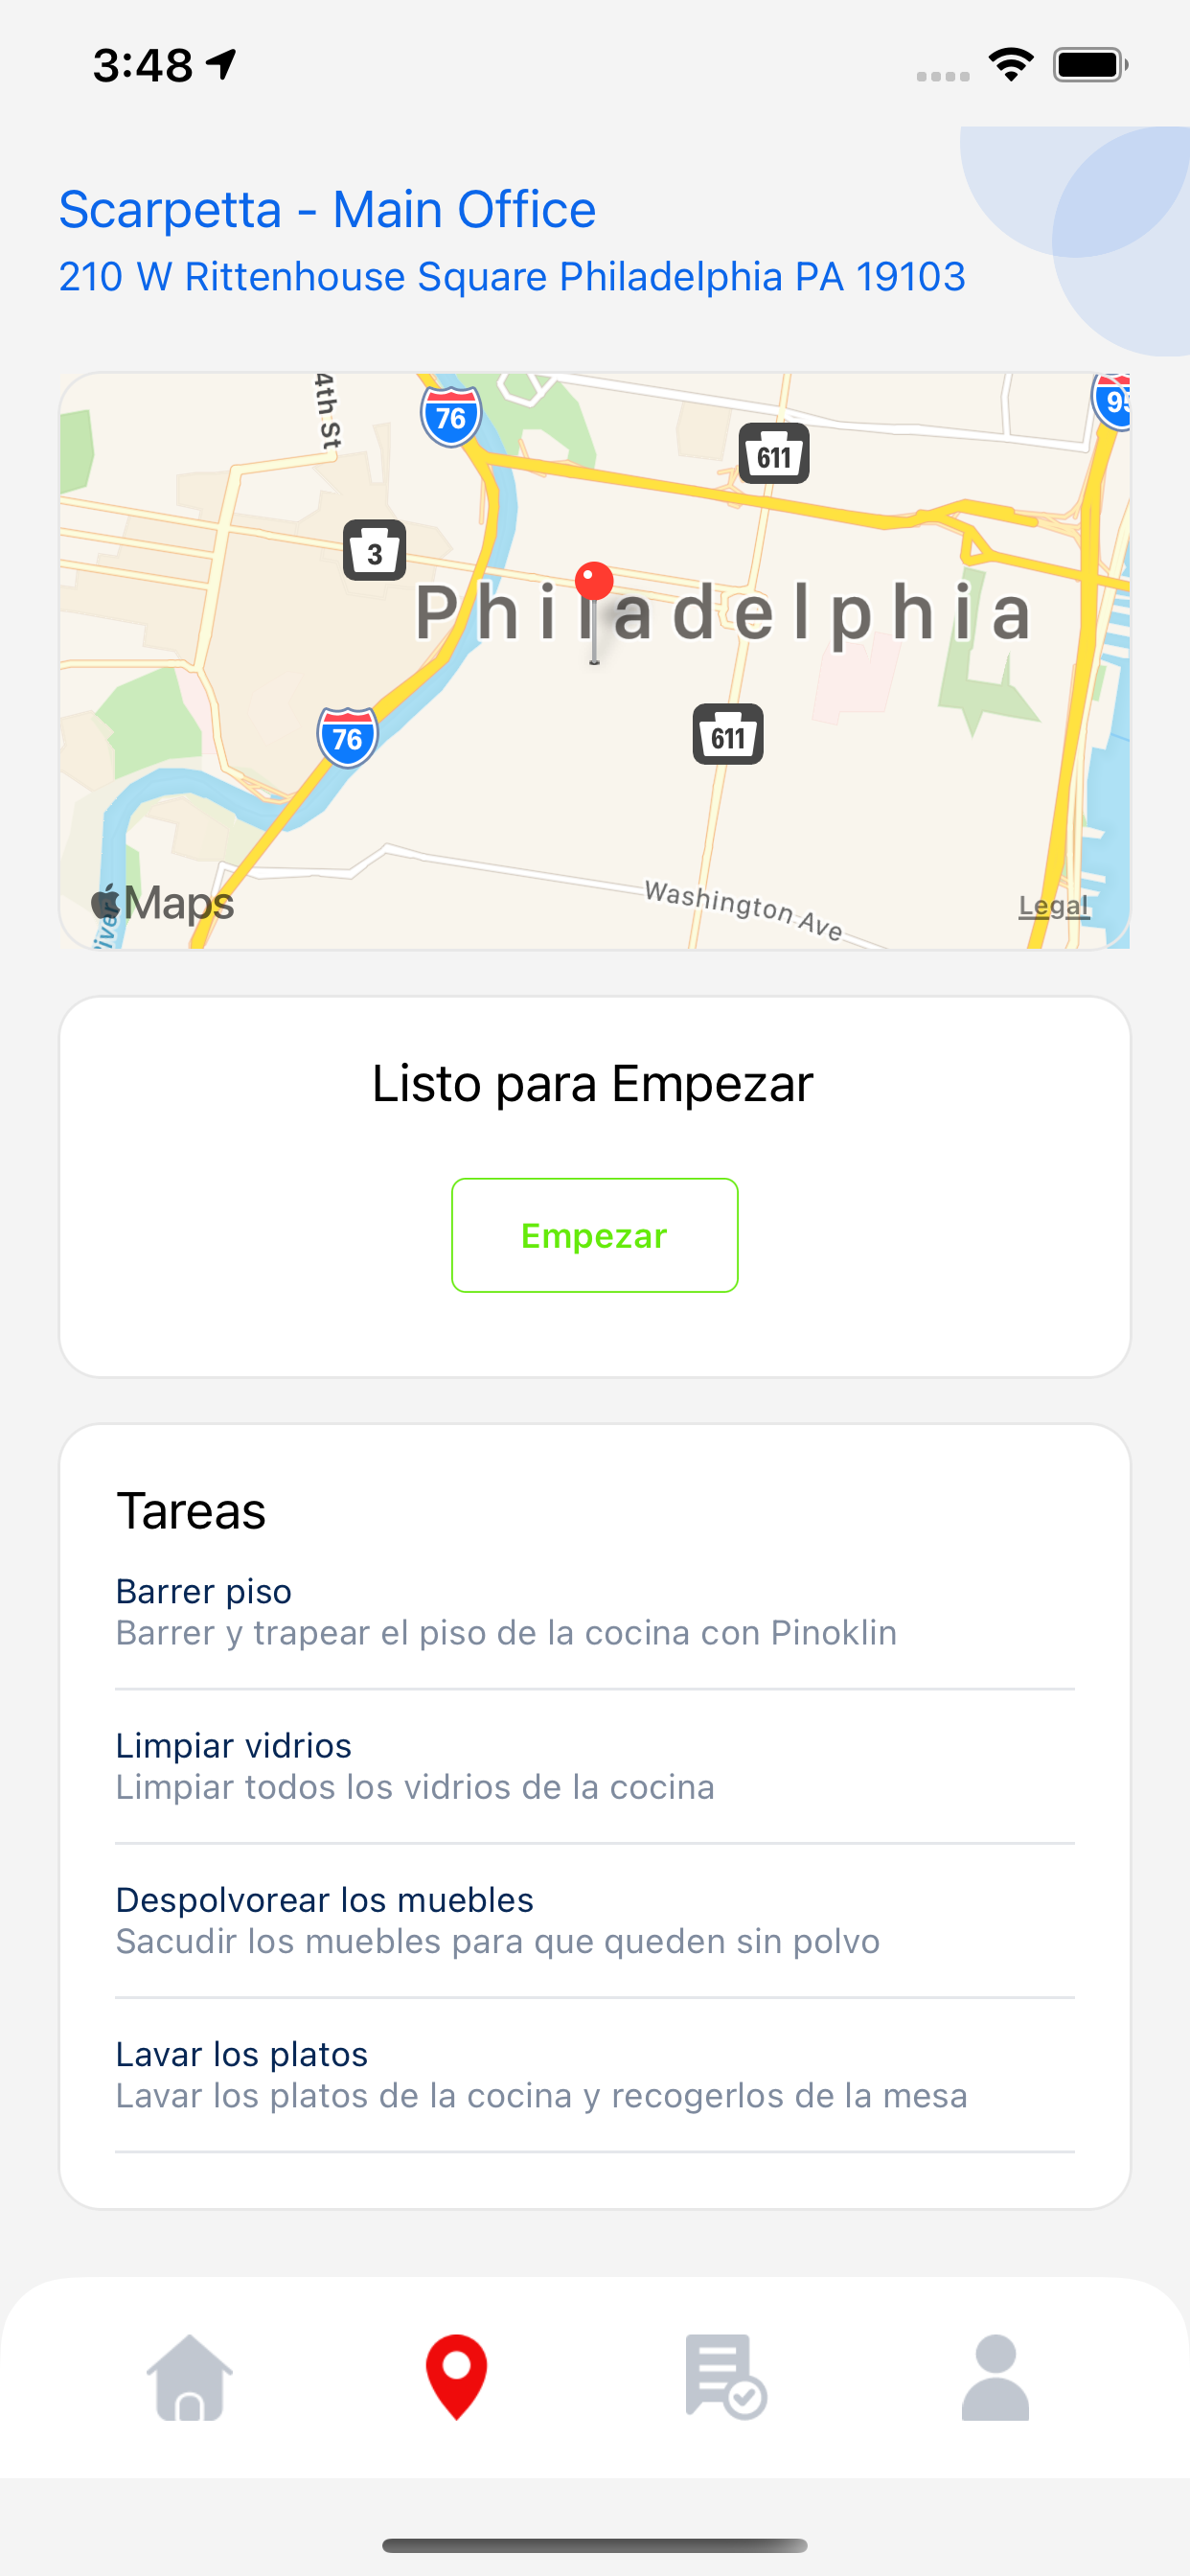 3:48
Scarpetta - Main Office
210 W Rittenhouse Square Philadelphia PA 19103
4th St
76
95
611
3
Philadelphia
76
611
Washington Ave
Maps
Legal
Listo para Empezar
Empezar
Tareas
Barrer piso
Barrer y trapear el piso de la cocina con Pinoklin
Limpiar vidrios
Limpiar todos los vidrios de la cocina
Despolvorear los muebles
Sacudir los muebles para que queden sin polvo
Lavar los platos
Lavar los platos de la cocina y recogerlos de la mesa